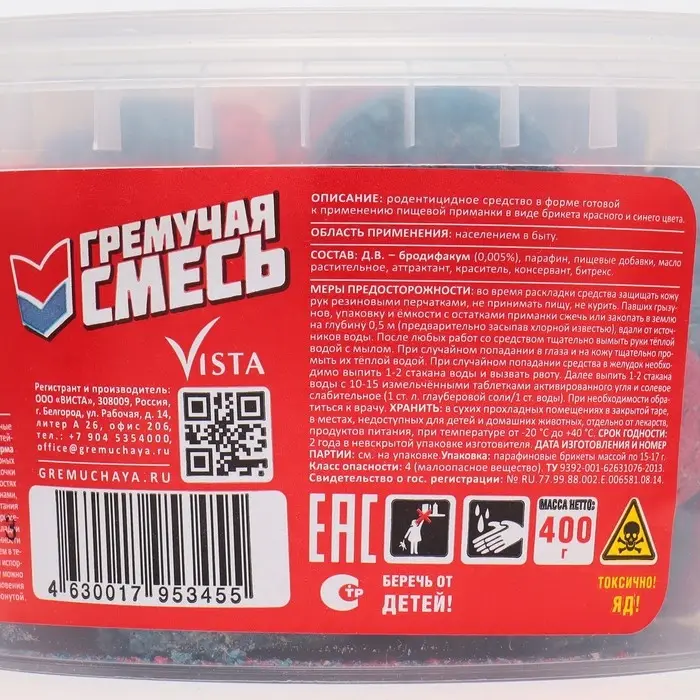 ГРЕМУЧАЯ
СМЕСЬ
VISTA
Регистрант и производитель:
ООО «ВИСТА», 308009, Россия,
г. Белгород, ул. Рабочая, д. 14,
литер А 26, офис 206,
тел.: +7 904 5354000,
office@gremuchaya.ru
GREMUCHAYA.RU
4 630017 953455
ОПИСАНИЕ: родентицидное средство в форме готовой
к применению пищевой приманки в виде брикета красного и синего цвета.
ОБЛАСТЬ ПРИМЕНЕНИЯ: населением в быту.
СОСТАВ: Д.В. – бродифакум (0,005%), парафин, пищевые добавки, масло
растительное, аттрактант, краситель, консервант, битрекс.
МЕРЫ ПРЕДОСТОРОЖНОСТИ: во время раскладки средства защищать кожу
рук резиновыми перчатками, не принимать пищу, не курить. Павших грызу-
нов, упаковку и ёмкости с остатками приманки сжечь или закопать в землю
на глубину 0,5 м (предварительно засыпав хлорной известью), вдали от источ-
ников воды. После любых работ со средством тщательно вымыть руки тёплой
водой с мылом. При случайном попадании в глаза и на кожу тщательно про-
мыть их тёплой водой. При случайном попадании средства в желудок необхо-
димо выпить 1-2 стакана воды и вызвать рвоту. Далее выпить 1-2 стакана
воды с 10-15 измельчёнными таблетками активированного угля и солевое
слабительное (1 ст. л. глауберовой соли/1 ст. воды). При необходимости обра-
титься к врачу. ХРАНИТЬ: в сухих прохладных помещениях в закрытой таре,
в местах, недоступных для детей и домашних животных, отдельно от лекарств,
продуктов питания, при температуре от -20 °С до +40 °С. СРОК ГОДНОСТИ:
2 года в невскрытой упаковке изготовителя. ДАТА ИЗГОТОВЛЕНИЯ И НОМЕР
ПАРТИИ: см. на упаковке. Упаковка: парафиновые брикеты массой по 15-17 г.
Класс опасности: 4 (малоопасное вещество). ТУ 9392-001-62631076-2013.
Свидетельство о гос. регистрации: № RU.77.99.88.002.Е.006581.08.14.
ЕАС
МАССА НЕТТО:
400
г
СТР
БЕРЕЧЬ ОТ
ДЕТЕЙ!
ТОКСИЧНО!
ЯД!